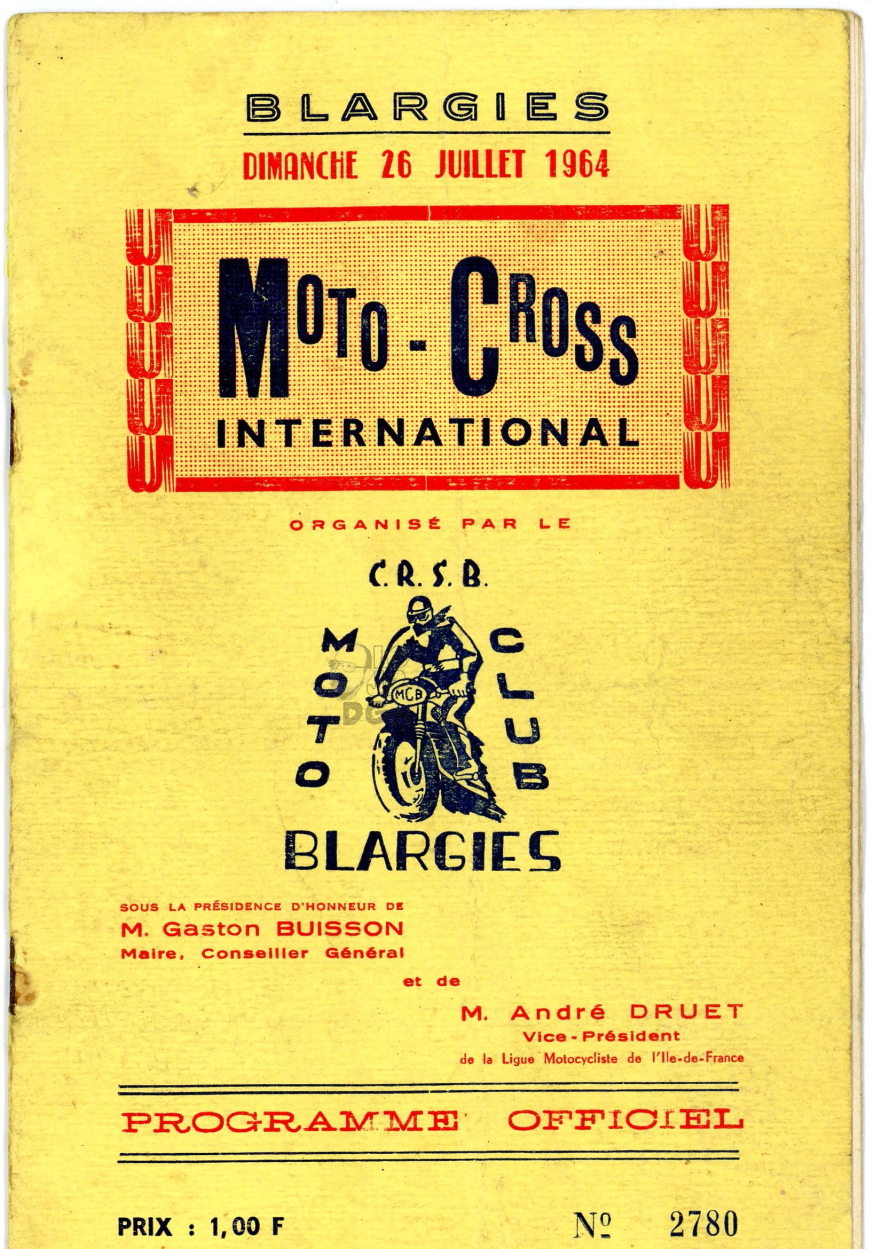 BLARGIES
DIMANCHE 26 JUILLET 1964
MOTO-CROSS
INTERNATIONAL
ORGANISÉ PAR LE
C.R.S.B.
MOTO
CLUB
MCB
BLARGIES
SOUS LA PRÉSIDENCE D'HONNEUR DE
M. Gaston BUISSON
Maire, Conseiller Général
et de
M. André DRUET
Vice-Président
de la Ligue Motocycliste de l'Ile-de-France
PROGRAMME OFFICIEL
PRIX : 1,00 F Nº 2780